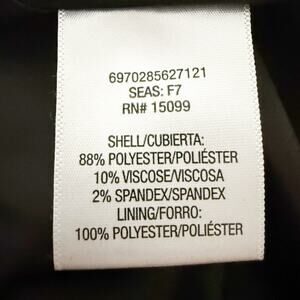 6970285627121
SEAS: F7
RN# 15099
SHELL/CUBIERTA:
88% POLYESTER/POLIÉSTER
10% VISCOSE/VISCOSA
2% SPANDEX/SPANDEX
LINING/FORRO:
100% POLYESTER/POLIÉSTER